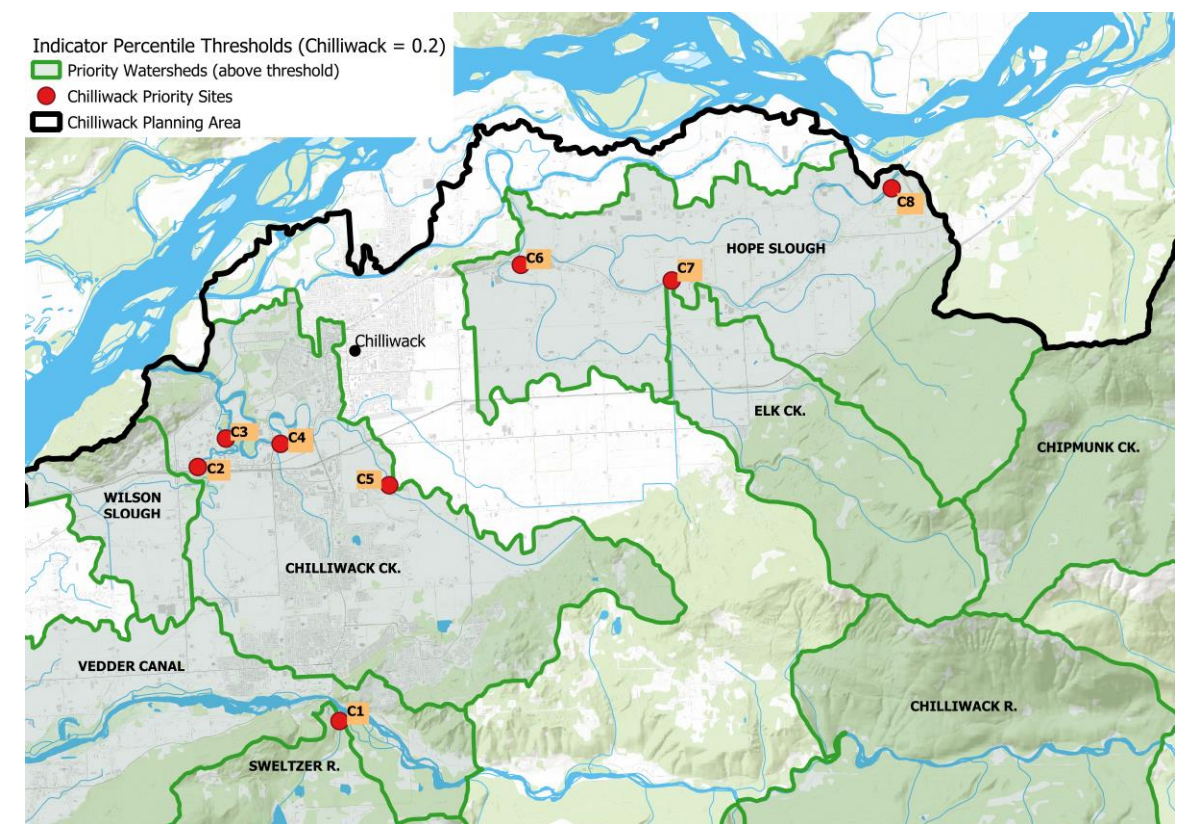 Indicator Percentile Thresholds (Chilliwack = 0.2)
Priority Watersheds (above threshold)
Chilliwack Priority Sites
Chilliwack Planning Area
C8
HOPE SLOUGH
C6
C7
Chilliwack
ELK CK.
C3
C4
CHIPMUNK CK.
C2
C5
WILSON
SLOUGH
CHILLIWACK CK.
VEDDER CANAL
CHILLIWACK R.
C1
SWELTZER R.